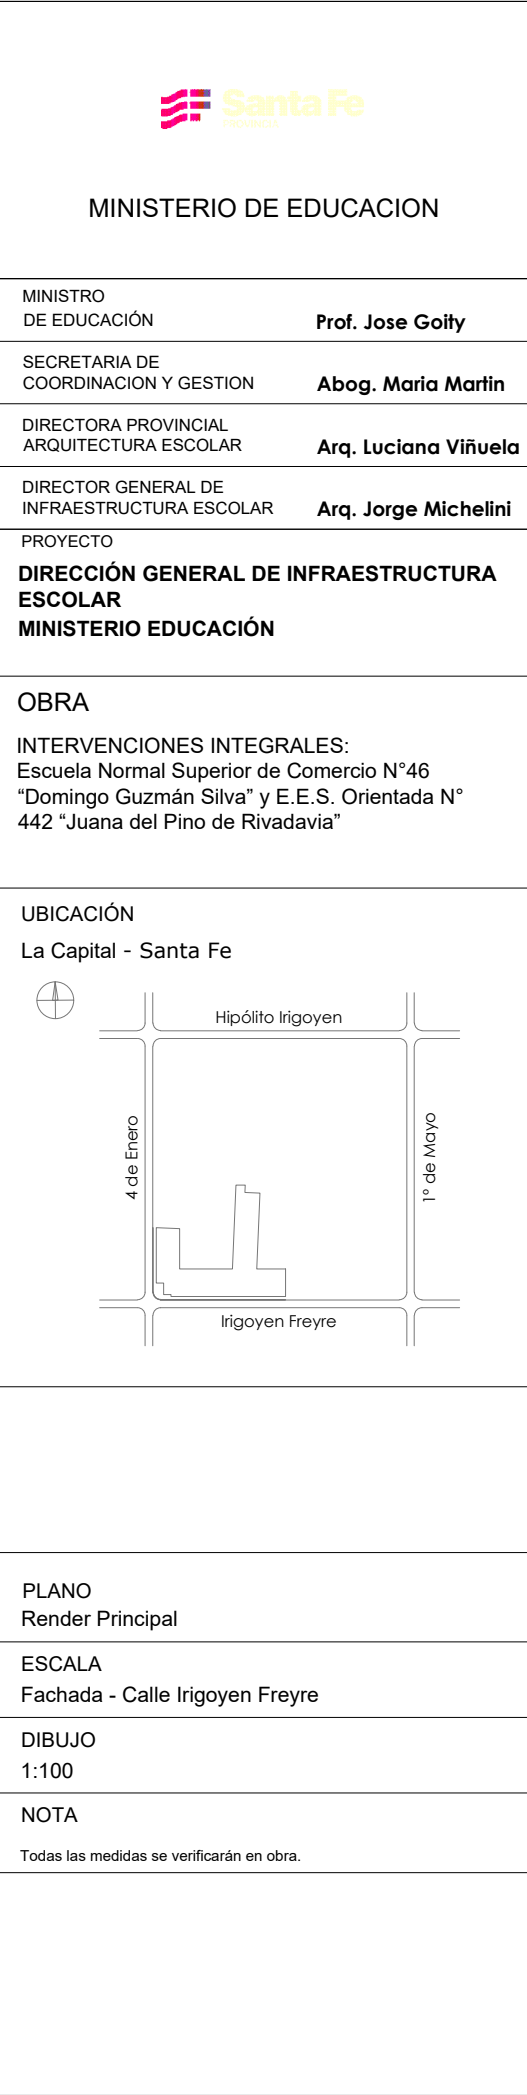 Santa Fe
PROVINCIA
MINISTERIO DE EDUCACION
MINISTRO
DE EDUCACIÓN
Prof. Jose Goity
SECRETARIA DE
COORDINACION Y GESTION
Abog. Maria Martin
DIRECTORA PROVINCIAL
ARQUITECTURA ESCOLAR
Arq. Luciana Viñuela
DIRECTOR GENERAL DE
INFRAESTRUCTURA ESCOLAR
Arq. Jorge Michelini
PROYECTO
DIRECCIÓN GENERAL DE INFRAESTRUCTURA
ESCOLAR
MINISTERIO EDUCACIÓN
OBRA
INTERVENCIONES INTEGRALES:
Escuela Normal Superior de Comercio N°46
“Domingo Guzmán Silva” y E.E.S. Orientada N°
442 “Juana del Pino de Rivadavia”
UBICACIÓN
La Capital - Santa Fe
Hipólito Irigoyen
4 de Enero
1° de Mayo
Irigoyen Freyre
PLANO
Render Principal
ESCALA
Fachada - Calle Irigoyen Freyre
DIBUJO
1:100
NOTA
Todas las medidas se verificarán en obra.